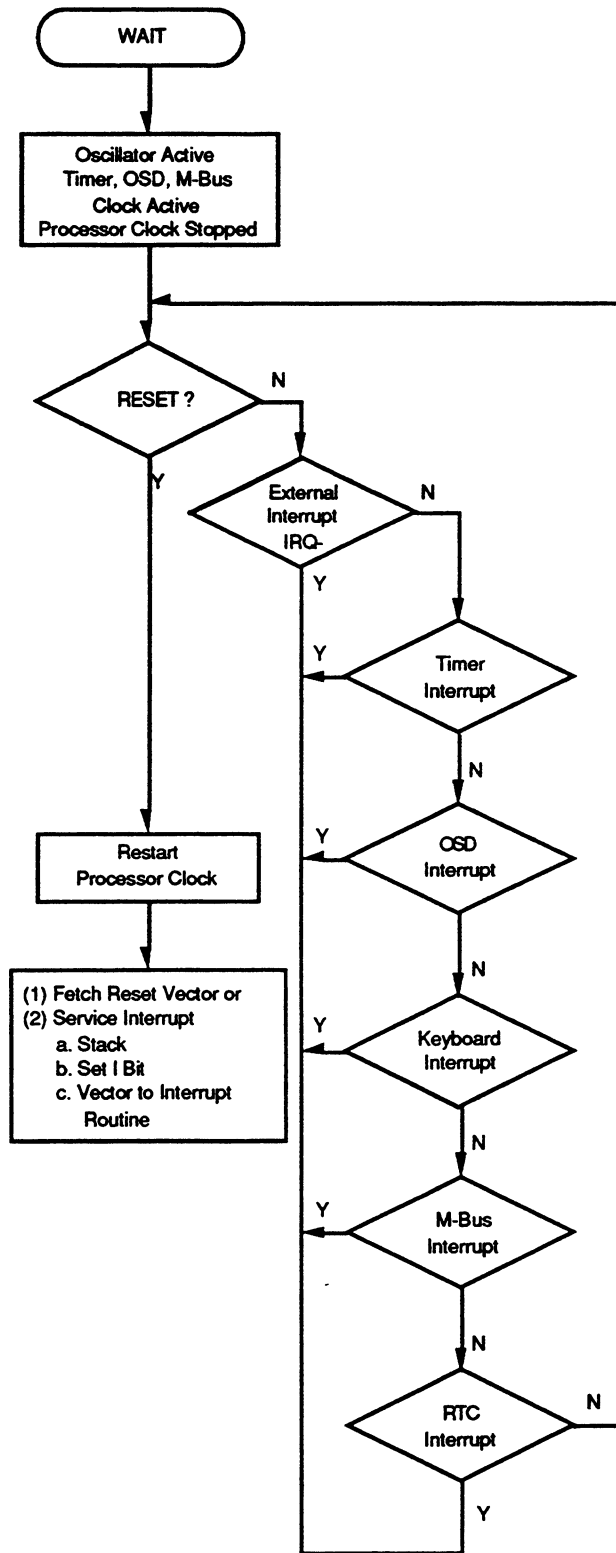 WAIT
Oscillator Active
Timer, OSD, M-Bus
Clock Active
Processor Clock Stopped
RESET ?
N
Y
External
Interrupt
IRQ-
N
Y
Timer
Interrupt
Y
N
OSD
Interrupt
Y
N
Restart
Processor Clock
(1) Fetch Reset Vector or
(2) Service Interrupt
a. Stack
b. Set I Bit
c. Vector to Interrupt
Routine
Keyboard
Interrupt
Y
N
M-Bus
Interrupt
Y
N
RTC
Interrupt
N
Y